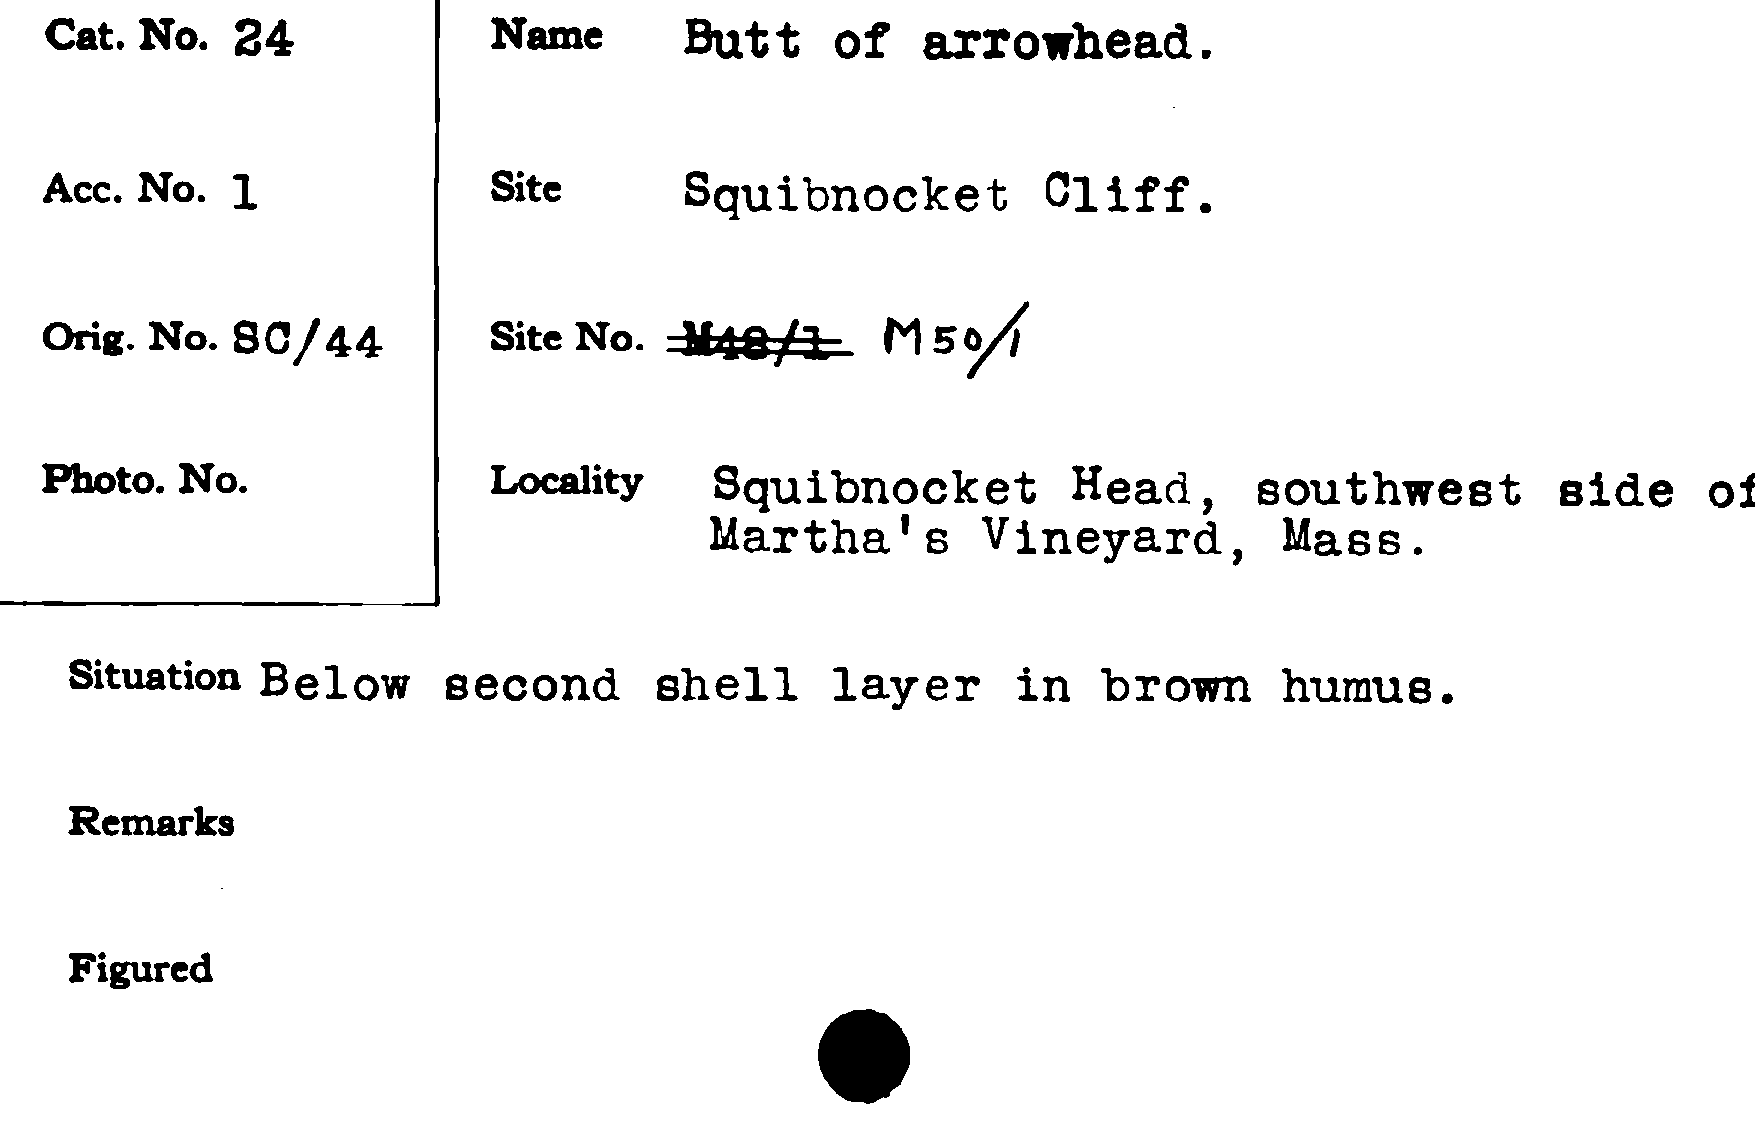 Cat. No. 24
Name Butt of arrowhead.
Acc. No. 1
Site Squibnocket Cliff.
Orig. No. SC/44
Site No. M48/1 M50/1
Photo. No.
Locality Squibnocket Head, southwest side of
Martha's Vineyard, Mass.
Situation Below second shell layer in brown humus.
Remarks
Figured